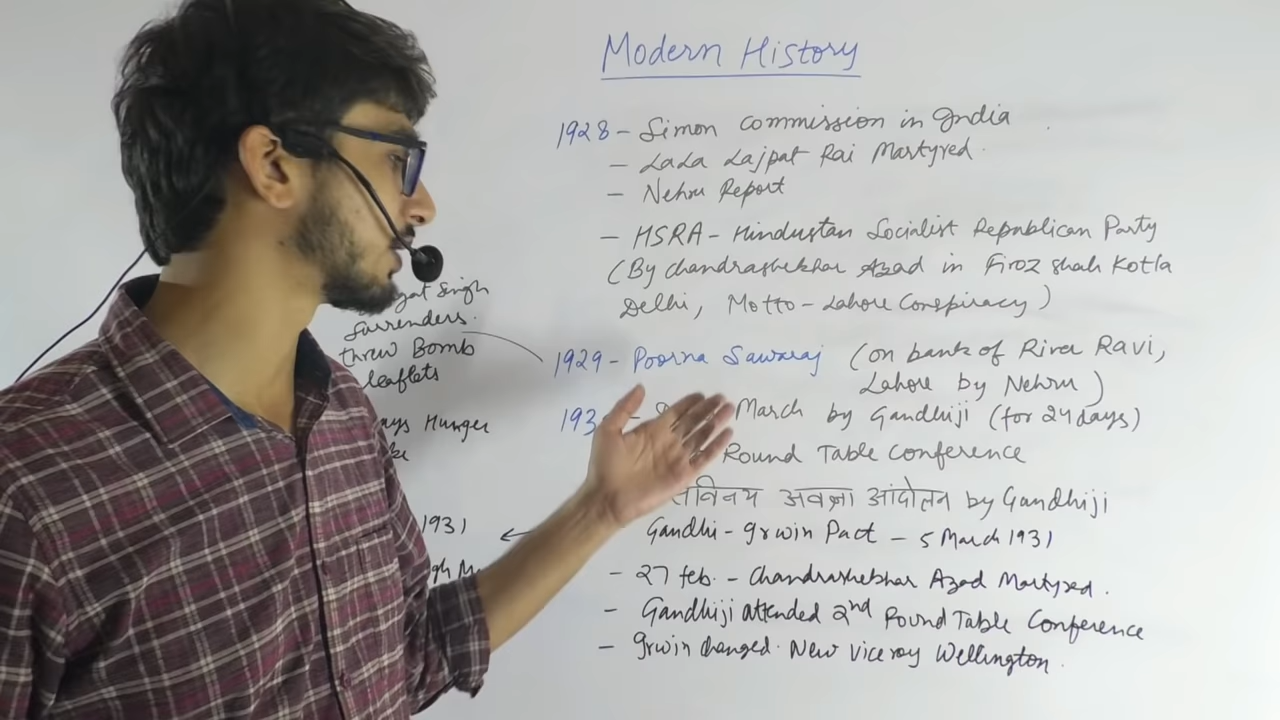 Modern History
1928 - Simon Commission in India
- LaLa Lajpat Rai Martyred.
- Nehru Report
- HSRA - Hindustan Socialist Republican Party
(By Chandrashekhar Azad in Firoz Shah Kotla
Delhi, Motto - Lahore Conspiracy)
Singh
Surrenders.
threw Bomb
leaflets
Hunger
1929 - Poorna Sawaraj (on bank of River Ravi,
Lahore by Nehru)
March by Gandhiji (for 24 days)
Round Table Conference
सविनय अवज्ञा आंदोलन by Gandhiji
1931
Gandhi - Irwin Pact - 5 March 1931
- 27 feb. - Chandrashekhar Azad Martyred.
- Gandhiji attended 2nd Round Table Conference
- Irwin changed. New Viceroy Wellington.